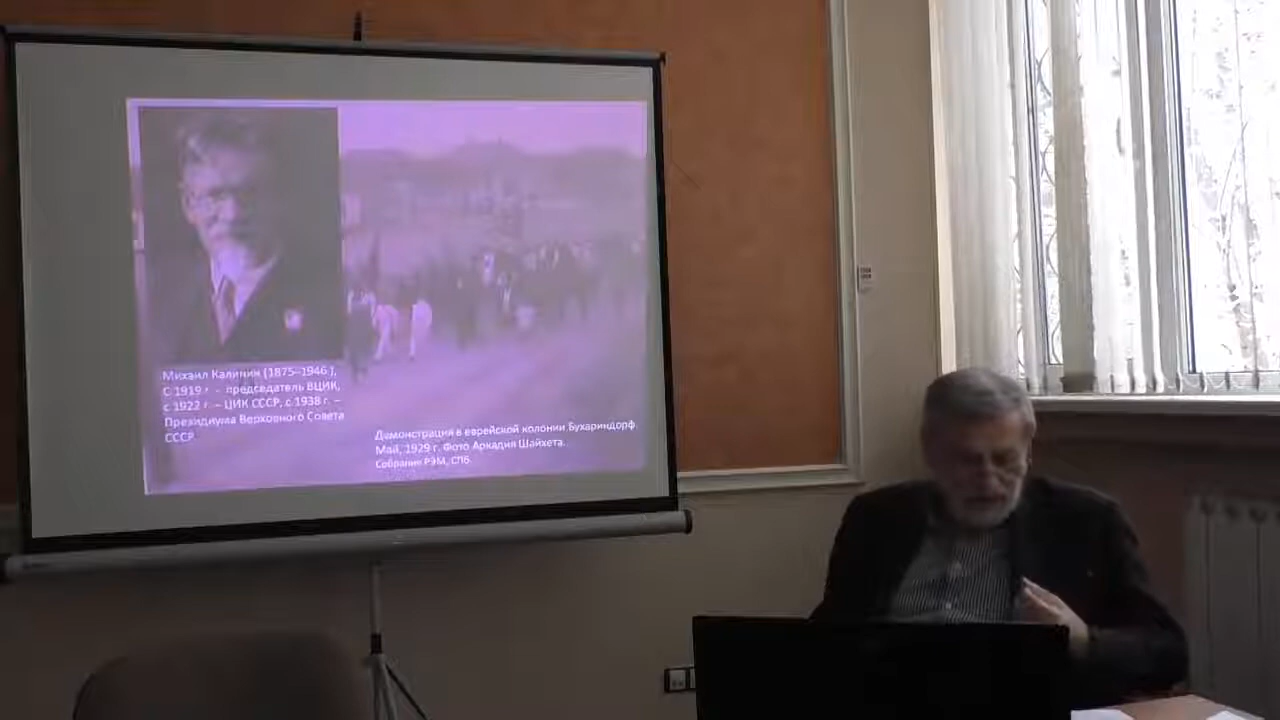 Михаил Калинин (1875–1946),
С 1919 г. - председатель ВЦИК,
с 1922 г. – ЦИК СССР, с 1938 г. –
Президиума Верховного Совета
СССР
Демонстрация в еврейской колонии Бухариндорф.
Май, 1929 г. Фото Аркадия Шайхета.
Собрание РЭМ, СПб.